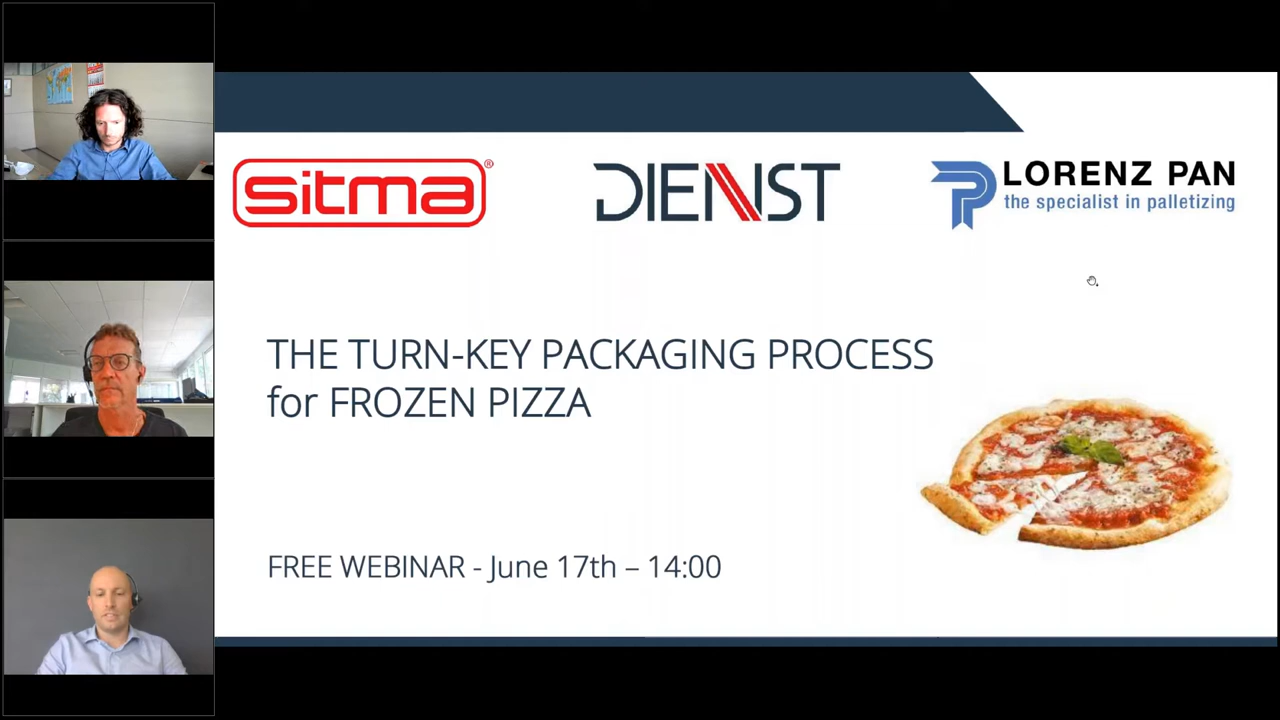 sitma®
DIENST
LORENZ PAN
the specialist in palletizing
THE TURN-KEY PACKAGING PROCESS
for FROZEN PIZZA
FREE WEBINAR - June 17th – 14:00